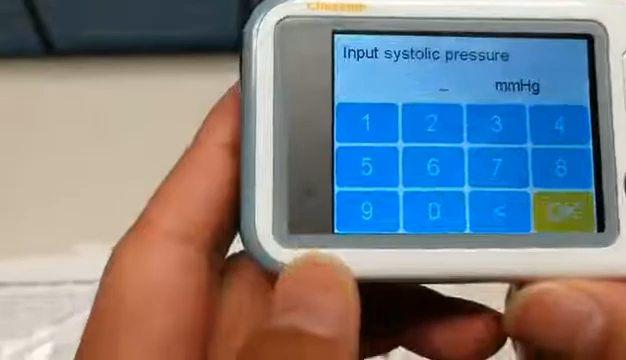 Input systolic pressure
_ mmHg
1 2 3 4
5 6 7 8
9 0 < OK